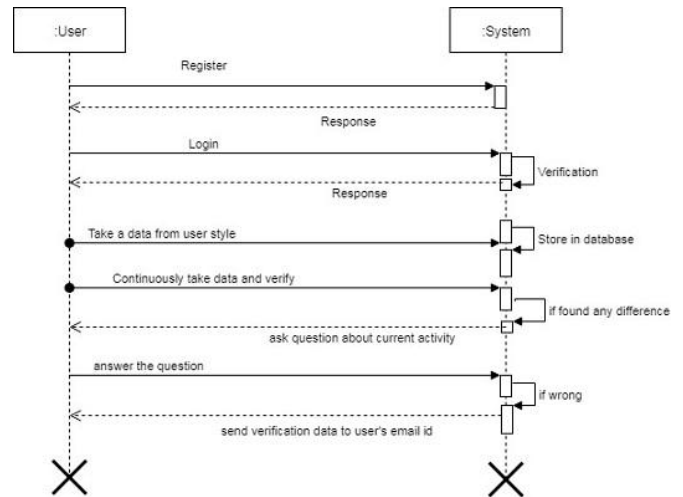 :User
:System
Register
Response
Login
Verification
Response
Take a data from user style
Store in database
Continuously take data and verify
if found any difference
ask question about current activity
answer the question
if wrong
send verification data to user's email id